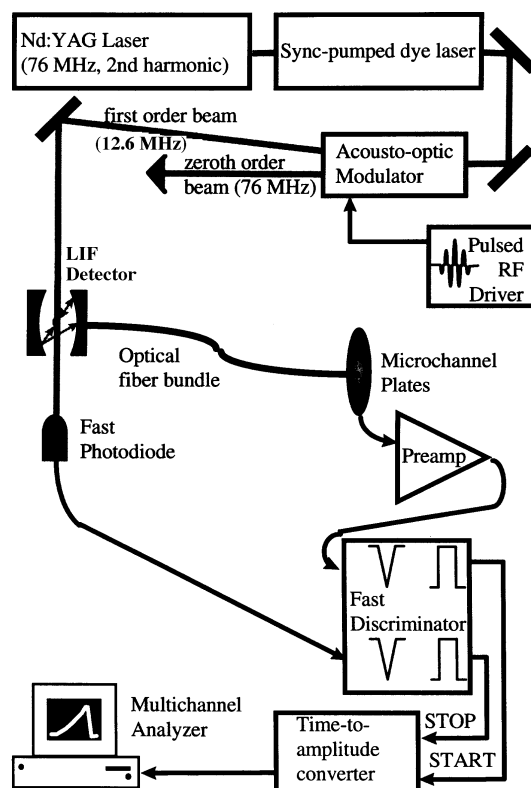 Nd:YAG Laser
(76 MHz, 2nd harmonic)
Sync-pumped dye laser
first order beam
(12.6 MHz)
zeroth order
beam (76 MHz)
Acousto-optic
Modulator
Pulsed
RF
Driver
LIF
Detector
Optical
fiber bundle
Microchannel
Plates
Fast
Photodiode
Preamp
Fast
Discriminator
Multichannel
Analyzer
Time-to-
amplitude
converter
STOP
START